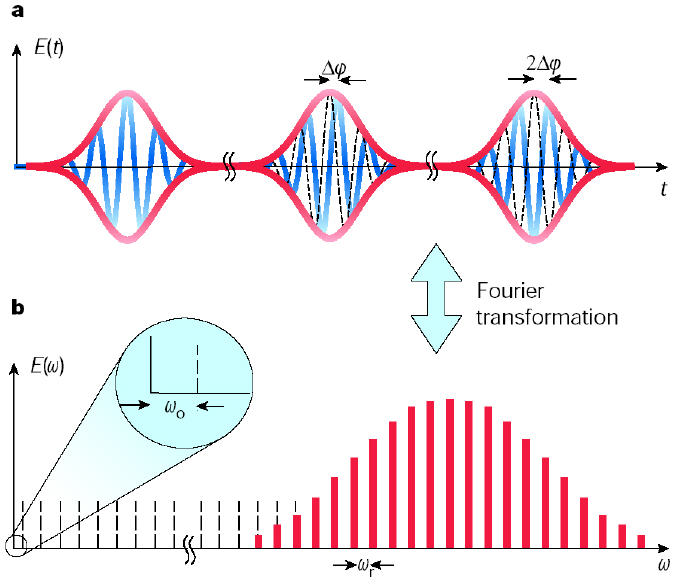 a
E(t)
Δφ
2Δφ
t
Fourier
transformation
b
E(ω)
ω₀
ωᵣ
ω